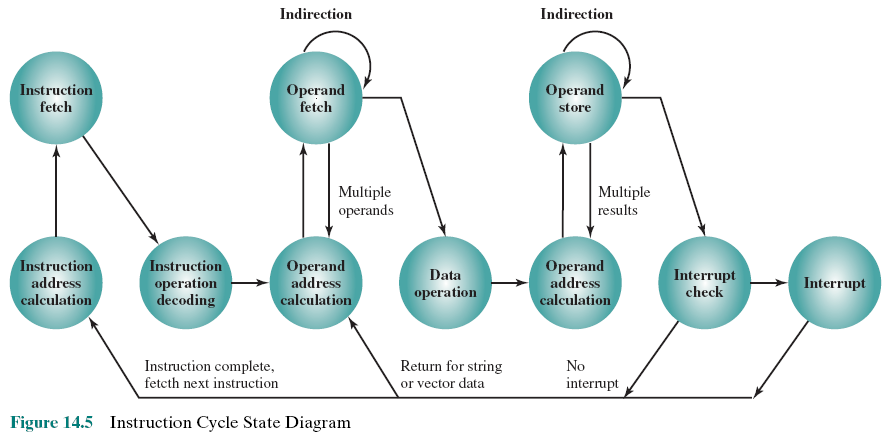 Indirection
Indirection
Instruction
fetch
Operand
fetch
Operand
store
Multiple
operands
Multiple
results
Instruction
address
calculation
Instruction
operation
decoding
Operand
address
calculation
Data
operation
Operand
address
calculation
Interrupt
check
Interrupt
Instruction complete,
fetcth next instruction
Return for string
or vector data
No
interrupt
Figure 14.5 Instruction Cycle State Diagram